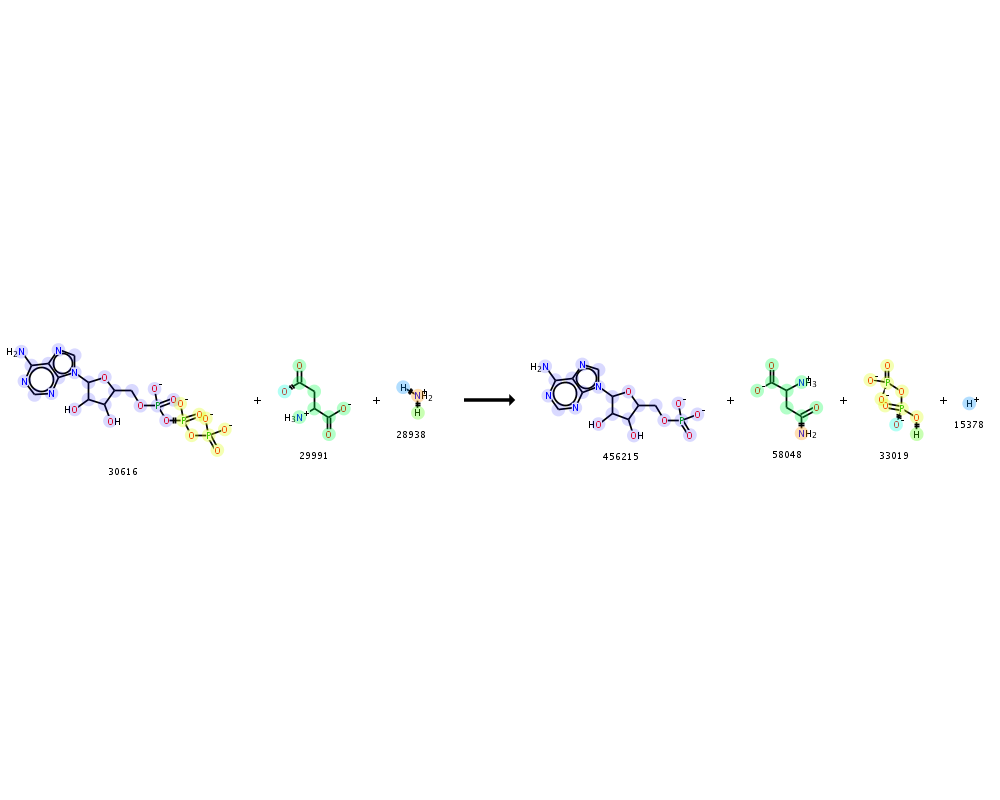 H2N N N N N O HO OH O O- P O O O- P O O O- P O- O
30616
+
O O- H3N+ O- O
29991
+
H NH2+ H
28938
H2N N N N N O HO OH O O- P O- O
456215
+
O O- NH3+ O NH2
58048
+
O O- P O O- O P O O- H
33019
+
H+
15378